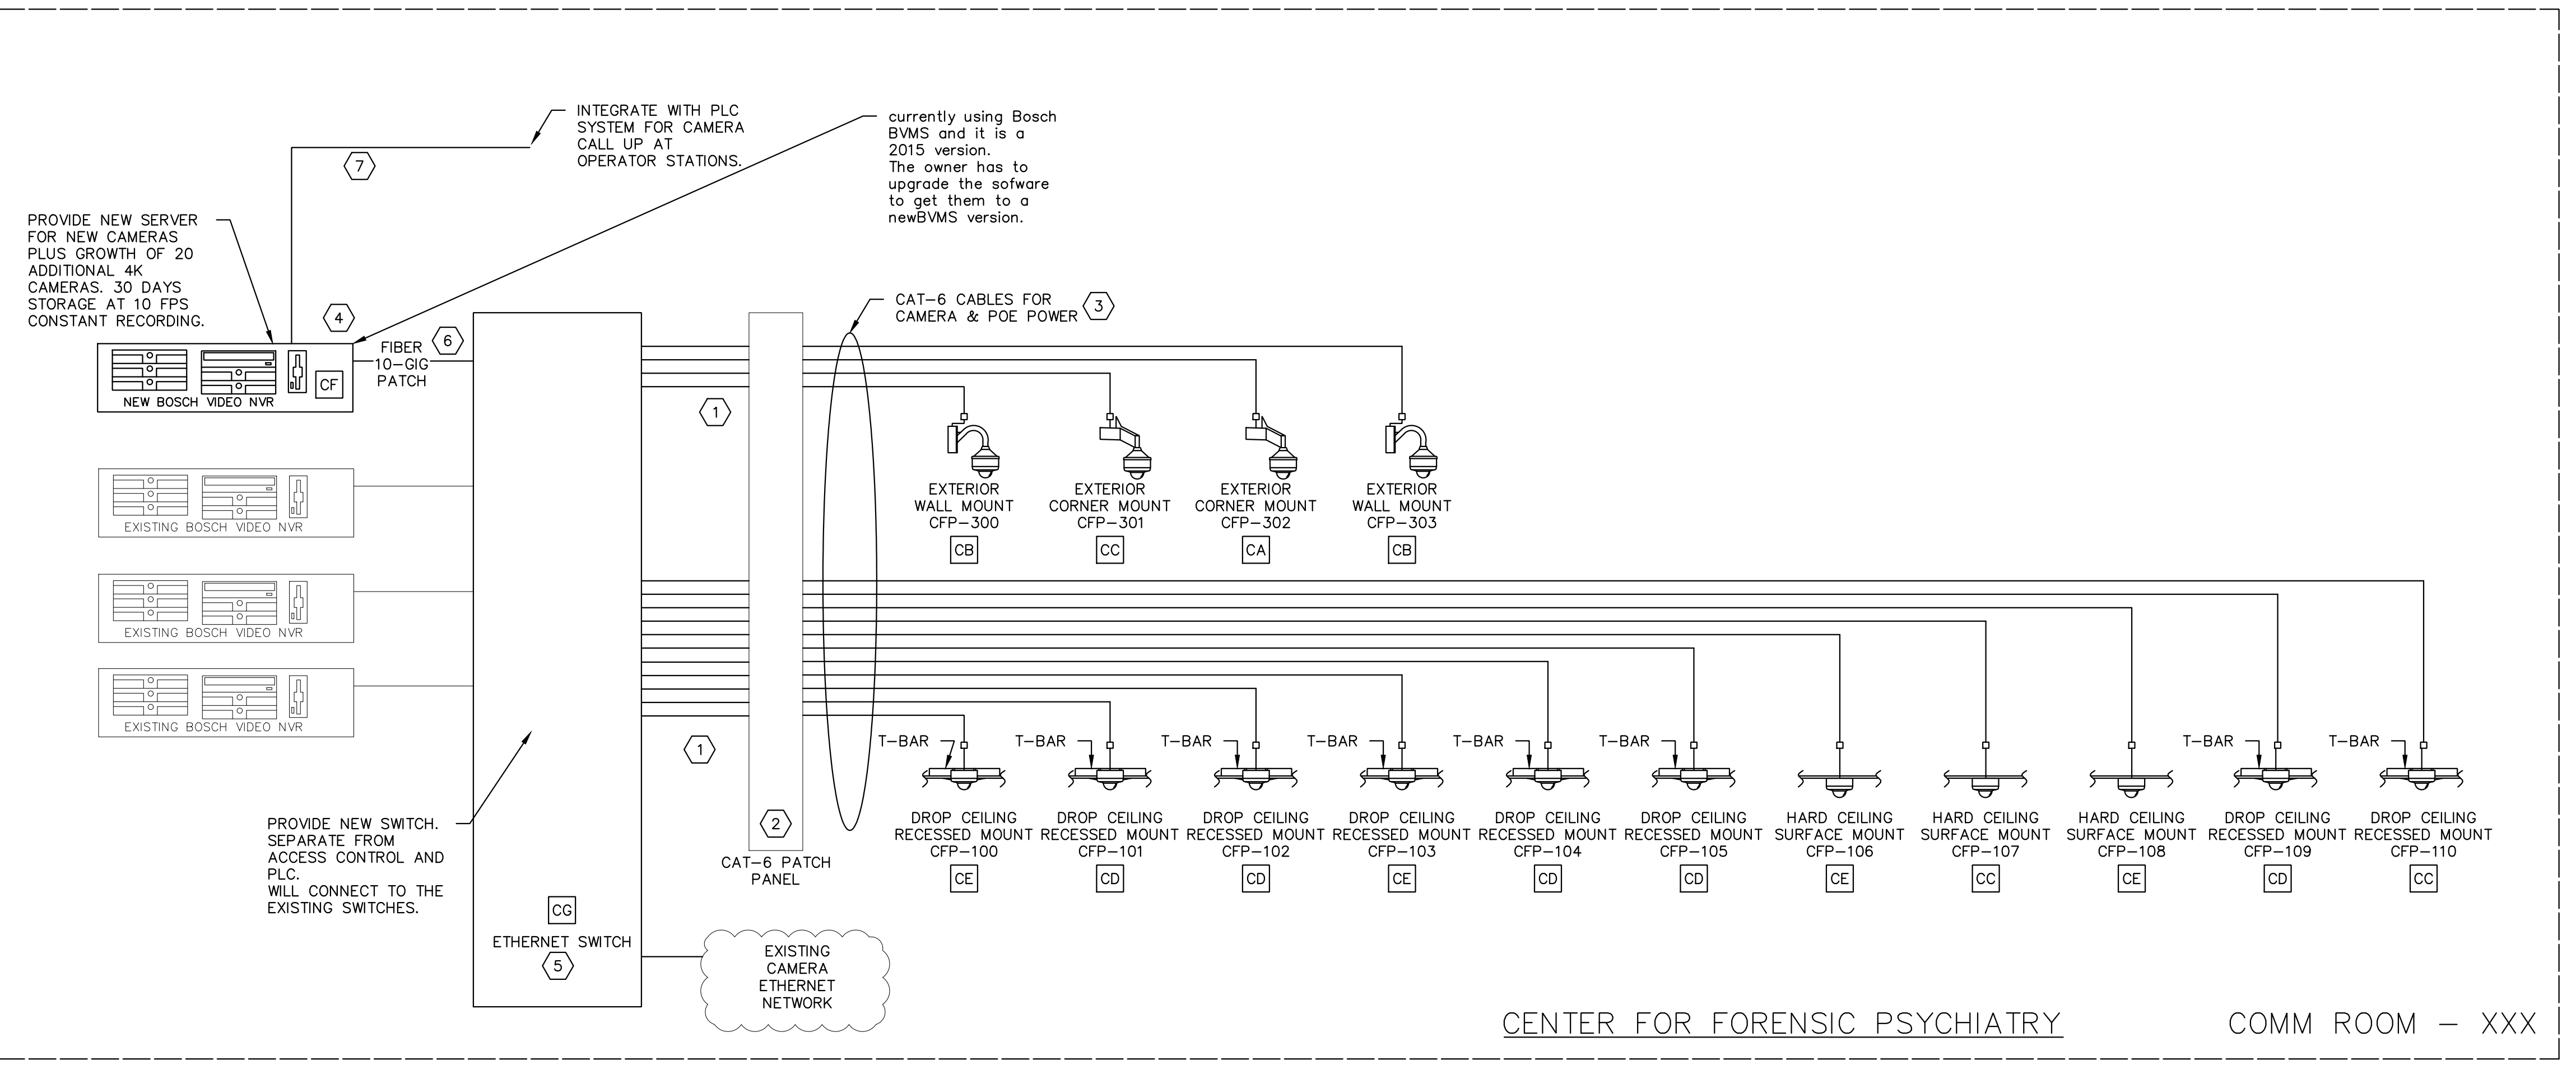 INTEGRATE WITH PLC
SYSTEM FOR CAMERA
CALL UP AT
OPERATOR STATIONS.
7
currently using Bosch
BVMS and it is a
2015 version.
The owner has to
upgrade the sofware
to get them to a
newBVMS version.
PROVIDE NEW SERVER
FOR NEW CAMERAS
PLUS GROWTH OF 20
ADDITIONAL 4K
CAMERAS. 30 DAYS
STORAGE AT 10 FPS
CONSTANT RECORDING.
4
6
FIBER
10-GIG
PATCH
CF
NEW BOSCH VIDEO NVR
CAT-6 CABLES FOR
CAMERA & POE POWER
3
1
EXTERIOR
WALL MOUNT
CFP-300
CB
EXTERIOR
CORNER MOUNT
CFP-301
CC
EXTERIOR
CORNER MOUNT
CFP-302
CA
EXTERIOR
WALL MOUNT
CFP-303
CB
EXISTING BOSCH VIDEO NVR
EXISTING BOSCH VIDEO NVR
EXISTING BOSCH VIDEO NVR
1
T-BAR
T-BAR
T-BAR
T-BAR
T-BAR
T-BAR
T-BAR
T-BAR
DROP CEILING
RECESSED MOUNT
CFP-100
CE
DROP CEILING
RECESSED MOUNT
CFP-101
CD
DROP CEILING
RECESSED MOUNT
CFP-102
CD
DROP CEILING
RECESSED MOUNT
CFP-103
CE
DROP CEILING
RECESSED MOUNT
CFP-104
CD
DROP CEILING
RECESSED MOUNT
CFP-105
CD
HARD CEILING
SURFACE MOUNT
CFP-106
CE
HARD CEILING
SURFACE MOUNT
CFP-107
CC
HARD CEILING
SURFACE MOUNT
CFP-108
CE
DROP CEILING
RECESSED MOUNT
CFP-109
CD
DROP CEILING
RECESSED MOUNT
CFP-110
CC
2
CAT-6 PATCH
PANEL
PROVIDE NEW SWITCH.
SEPARATE FROM
ACCESS CONTROL AND
PLC.
WILL CONNECT TO THE
EXISTING SWITCHES.
CG
ETHERNET SWITCH
5
EXISTING
CAMERA
ETHERNET
NETWORK
CENTER FOR FORENSIC PSYCHIATRY
COMM ROOM - XXX